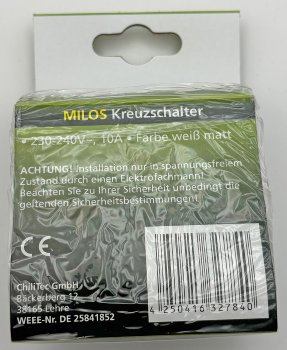 MILOS Kreuzschalter
• 230-240V~, 10A • Farbe weiß matt
ACHTUNG! Installation nur in spannungsfreiem
Zustand durch einen Elektrofachmann!
Beachten Sie zu Ihrer Sicherheit unbedingt die
geltenden Sicherheitsbestimmungen!
CE
ChiliTec GmbH
Bäckerberg 12
38165 Lehre
WEEE-Nr. DE 25841852
4 250416 327840